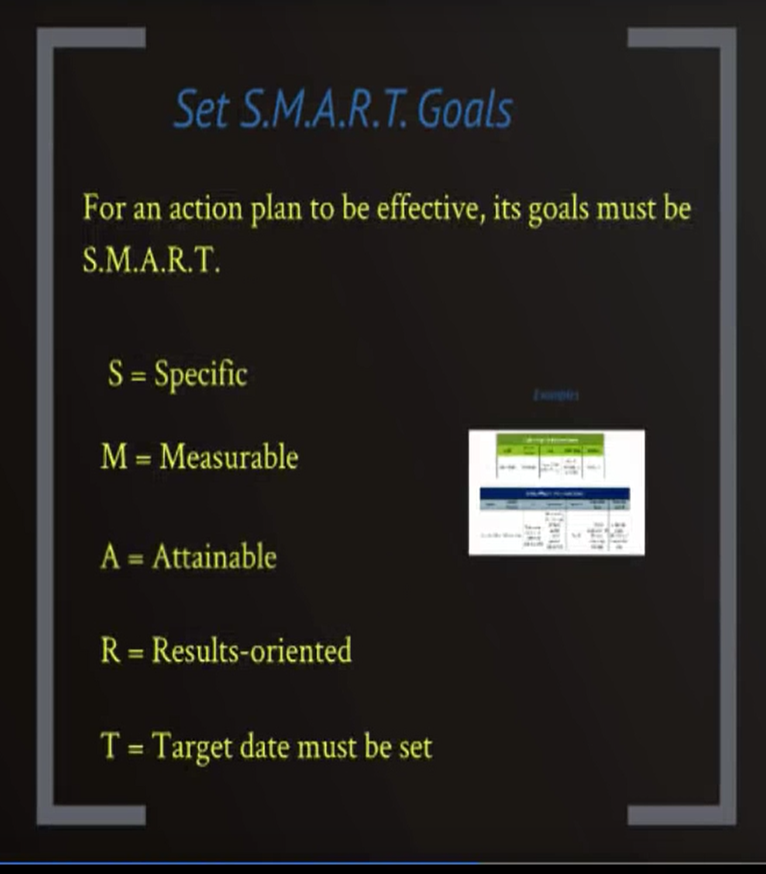 Set S.M.A.R.T. Goals
For an action plan to be effective, its goals must be
S.M.A.R.T.
S = Specific
M = Measurable
Examples
A = Attainable
R = Results-oriented
T = Target date must be set